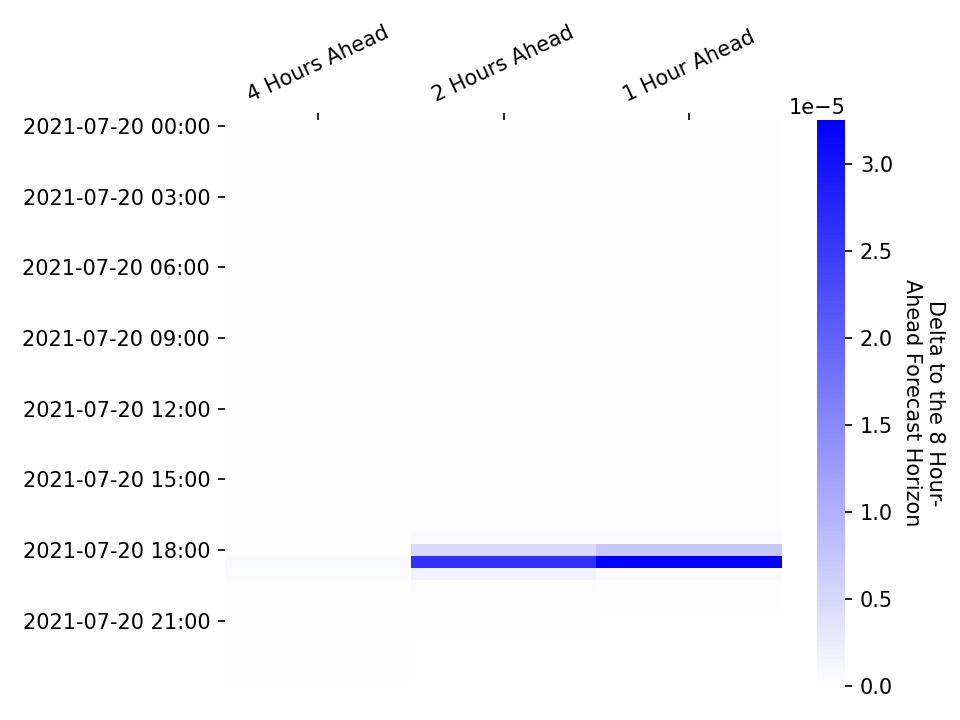 4 Hours Ahead
2 Hours Ahead
1 Hour Ahead
1e−5
2021-07-20 00:00
2021-07-20 03:00
2021-07-20 06:00
2021-07-20 09:00
2021-07-20 12:00
2021-07-20 15:00
2021-07-20 18:00
2021-07-20 21:00
3.0
2.5
2.0
1.5
1.0
0.5
0.0
Delta to the 8 Hour-
Ahead Forecast Horizon